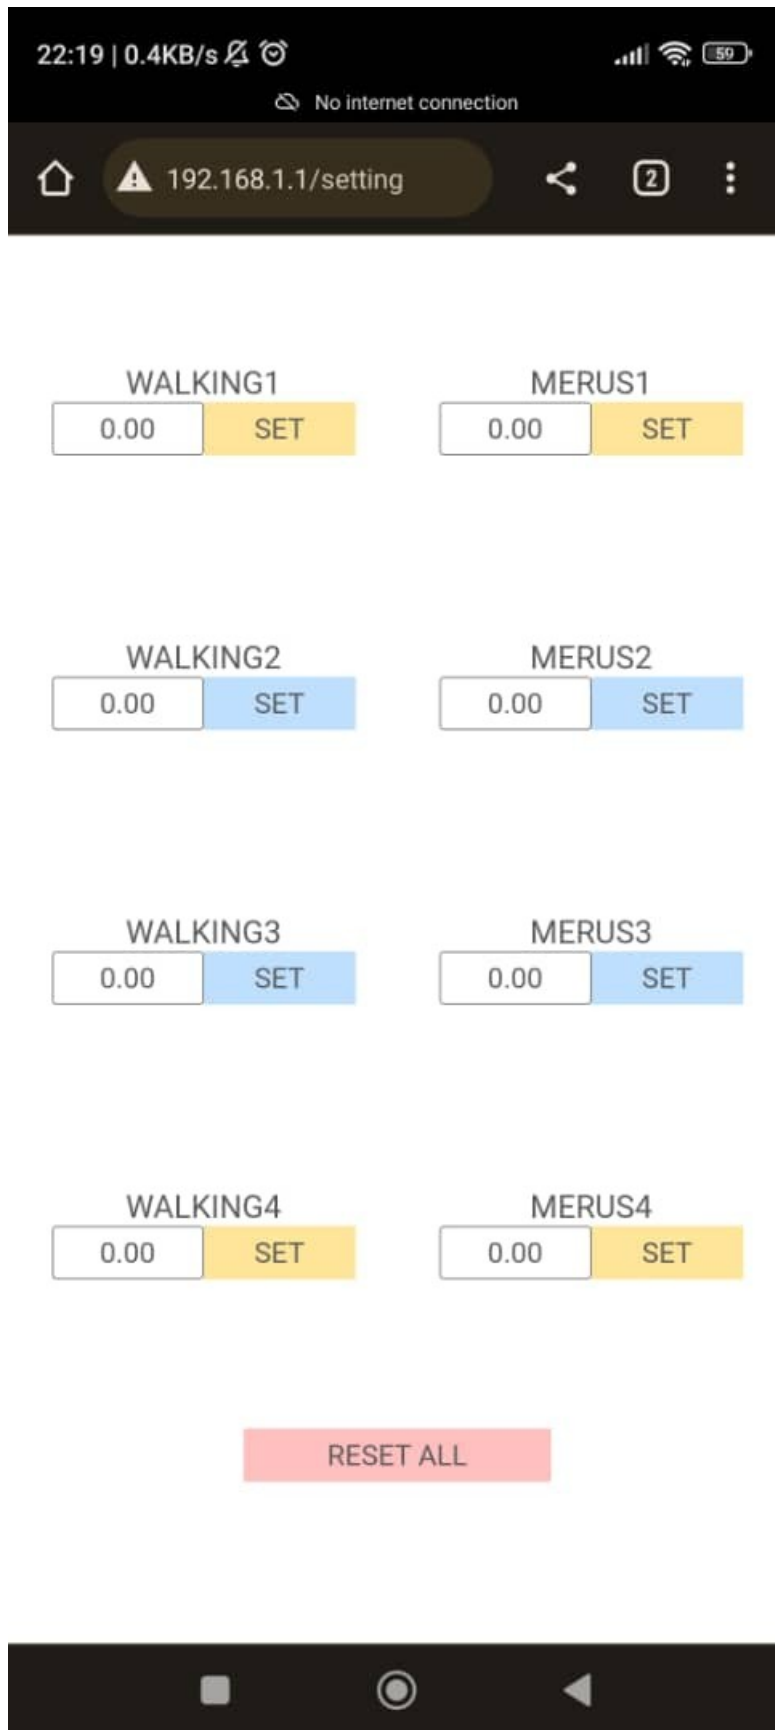 22:19 | 0.4KB/s 59
No internet connection
192.168.1.1/setting 2
WALKING1 MERUS1
0.00 SET 0.00 SET
WALKING2 MERUS2
0.00 SET 0.00 SET
WALKING3 MERUS3
0.00 SET 0.00 SET
WALKING4 MERUS4
0.00 SET 0.00 SET
RESET ALL